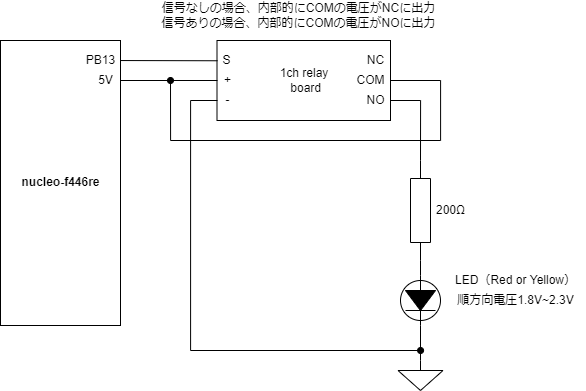 信号なしの場合、内部的にCOMの電圧がNCに出力
信号ありの場合、内部的にCOMの電圧がNOに出力
PB13
5V
nucleo-f446re
S
+
-
1ch relay
board
NC
COM
NO
200Ω
LED（Red or Yellow）
順方向電圧1.8V~2.3V